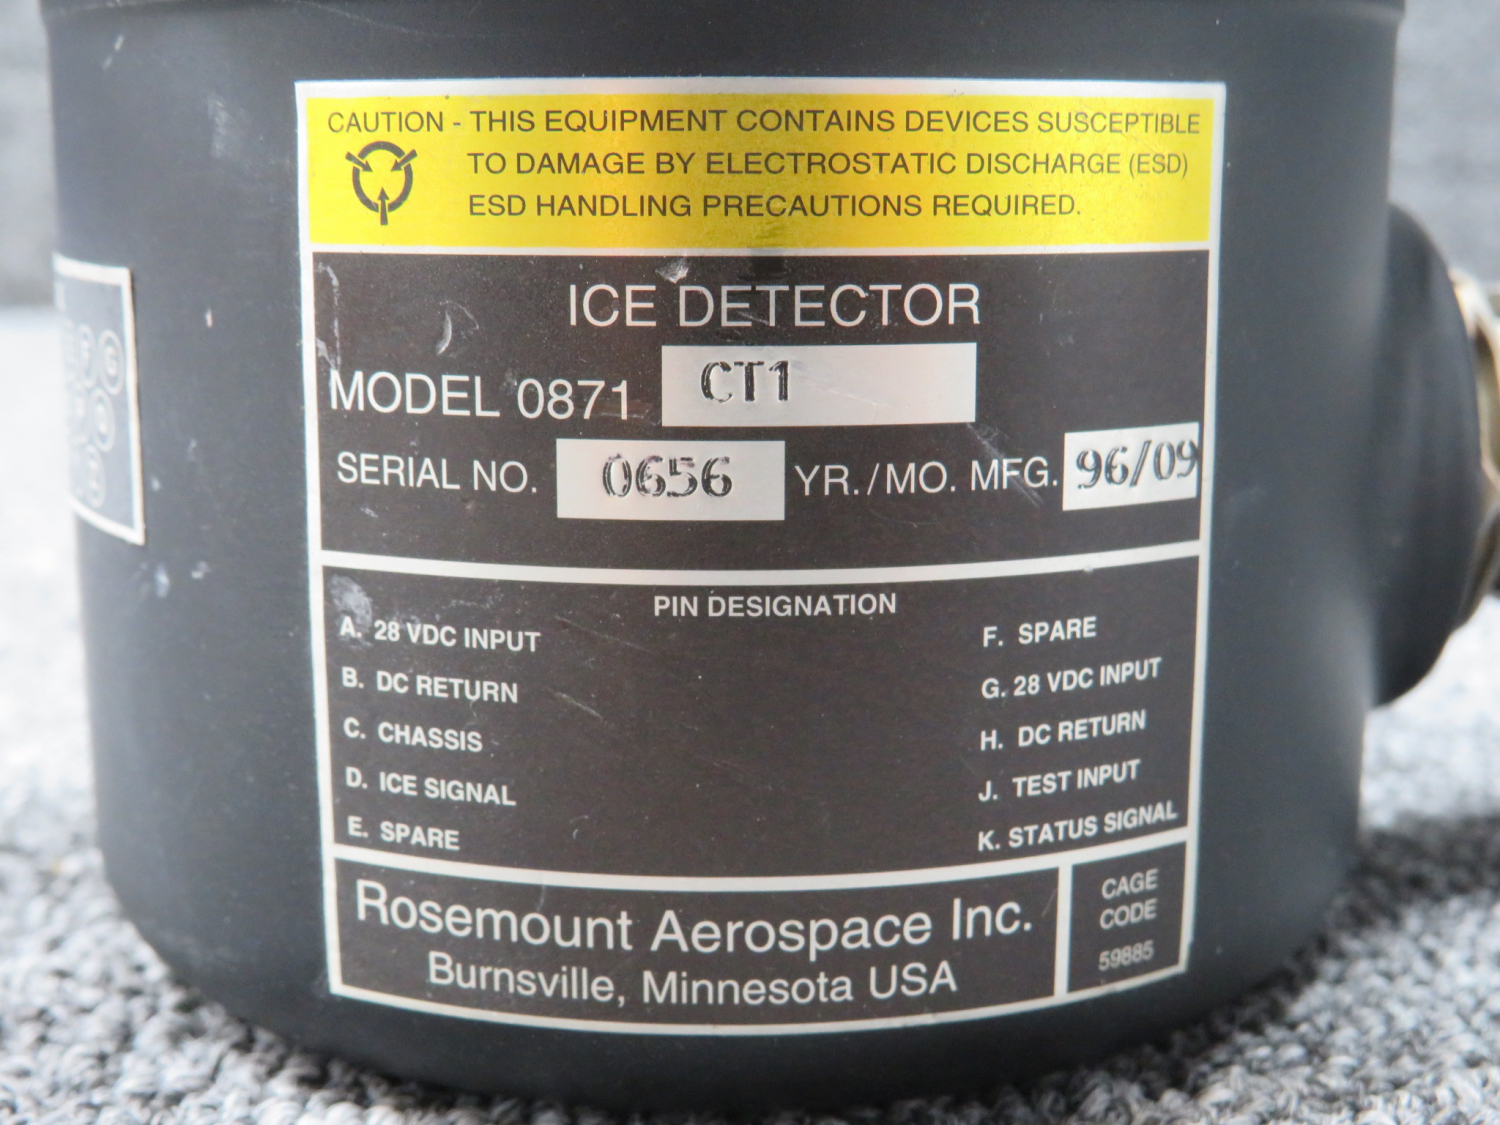 CAUTION - THIS EQUIPMENT CONTAINS DEVICES SUSCEPTIBLE
TO DAMAGE BY ELECTROSTATIC DISCHARGE (ESD)
ESD HANDLING PRECAUTIONS REQUIRED.
ICE DETECTOR
MODEL 0871 CT1
SERIAL NO. 0656 YR./MO. MFG. 96/09
PIN DESIGNATION
A. 28 VDC INPUT
B. DC RETURN
C. CHASSIS
D. ICE SIGNAL
E. SPARE
F. SPARE
G. 28 VDC INPUT
H. DC RETURN
J. TEST INPUT
K. STATUS SIGNAL
Rosemount Aerospace Inc.
Burnsville, Minnesota USA
CAGE
CODE
59885